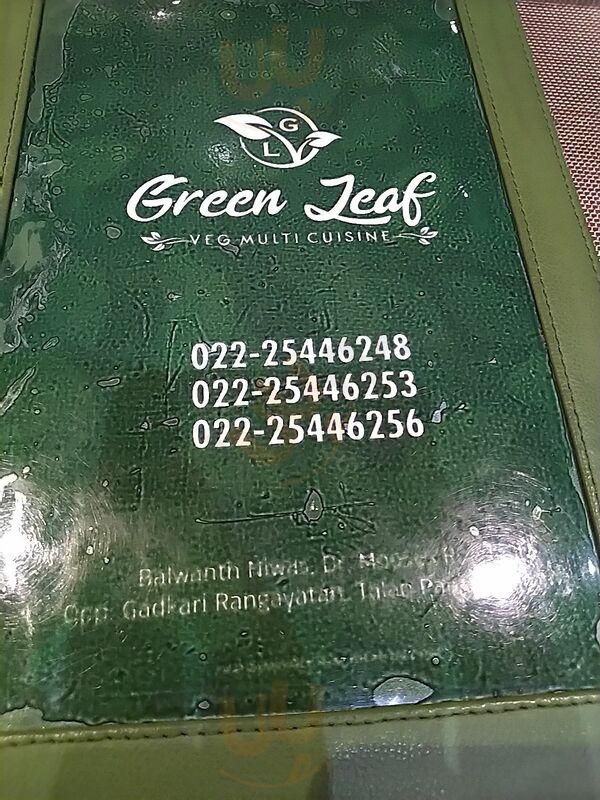 G
L
Green Leaf
VEG MULTI CUISINE
022-25446248
022-25446253
022-25446256
Balwanth Niwas, Dr.
Opp. Gadkari Rangayatan, Talao